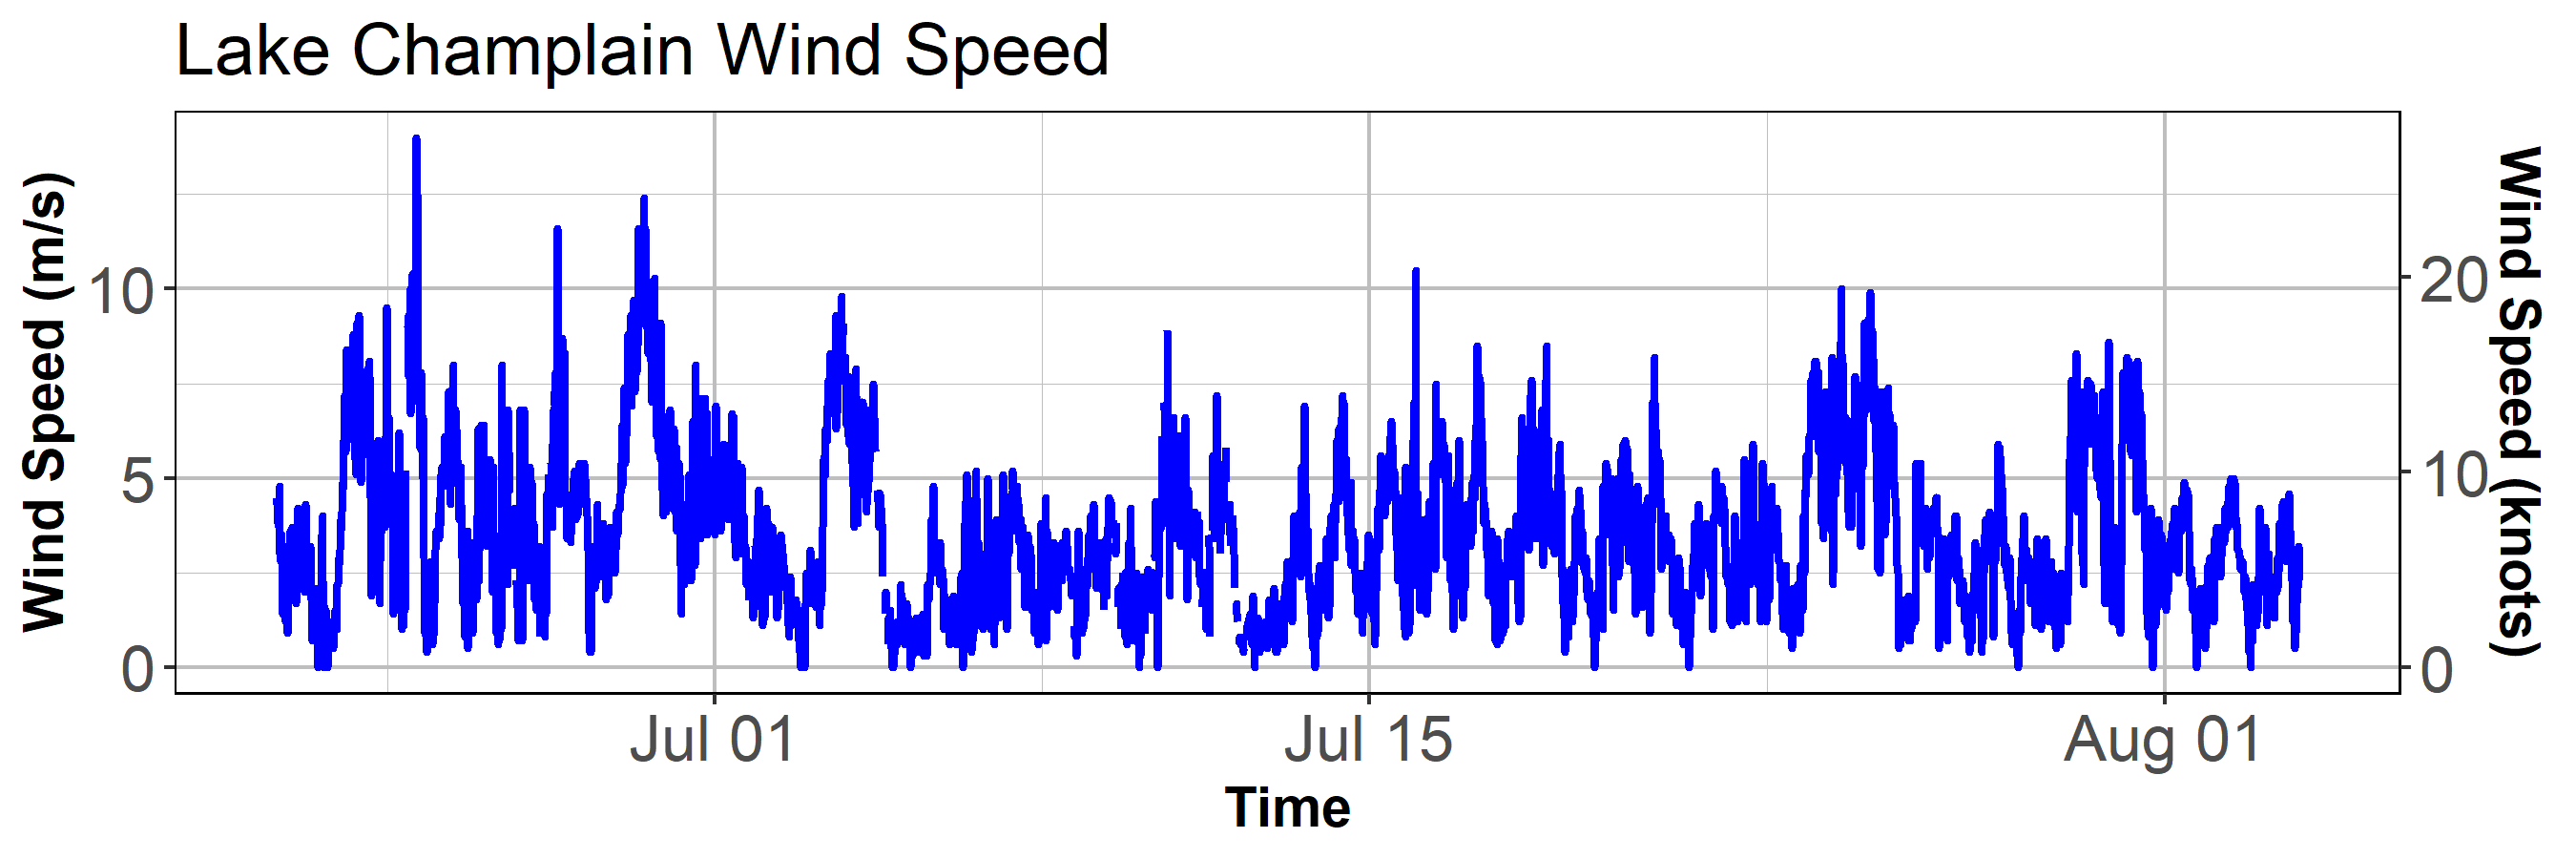 Lake Champlain Wind Speed
Wind Speed (m/s)
10
5
0
20
10
0
Wind Speed (knots)
Jul 01
Jul 15
Aug 01
Time